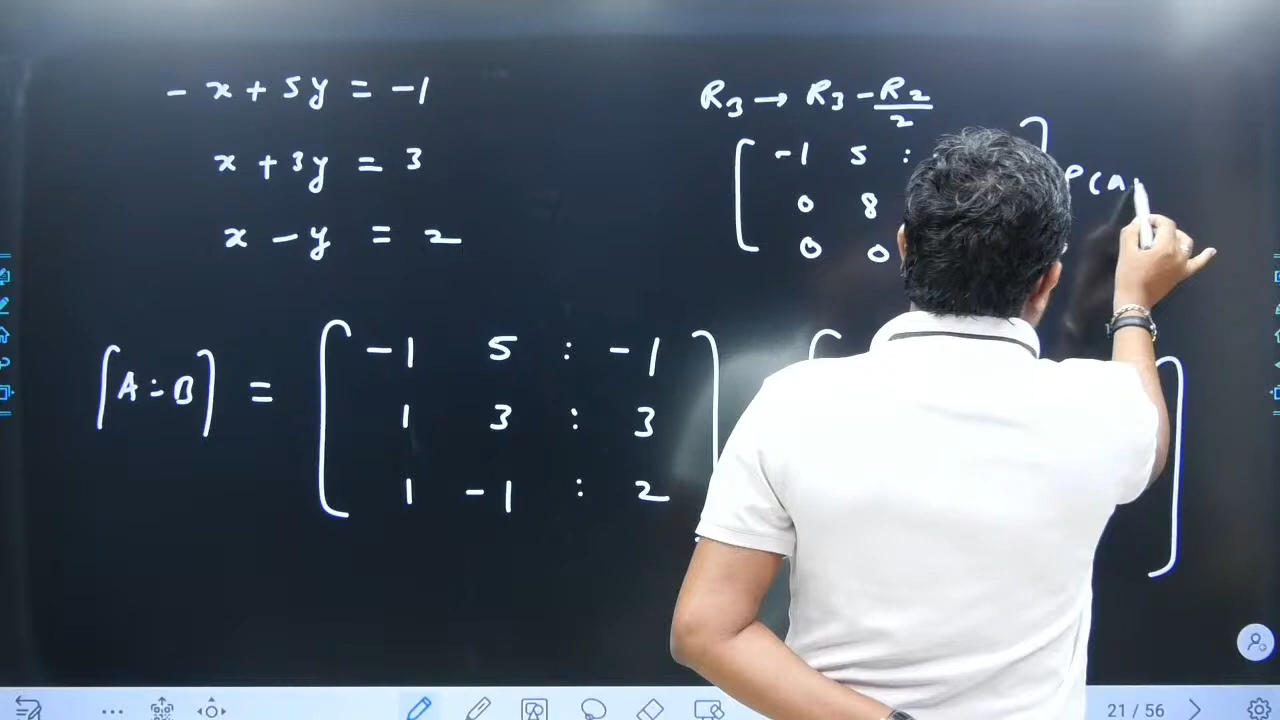 - x + 5y = -1
x + 3y = 3
x - y = 2
R₃ → R₃ - R₂/2
-1 5 :
0 8
0 0
ρ(A
[A : B] =
-1 5 : -1
1 3 : 3
1 -1 : 2
21 / 56